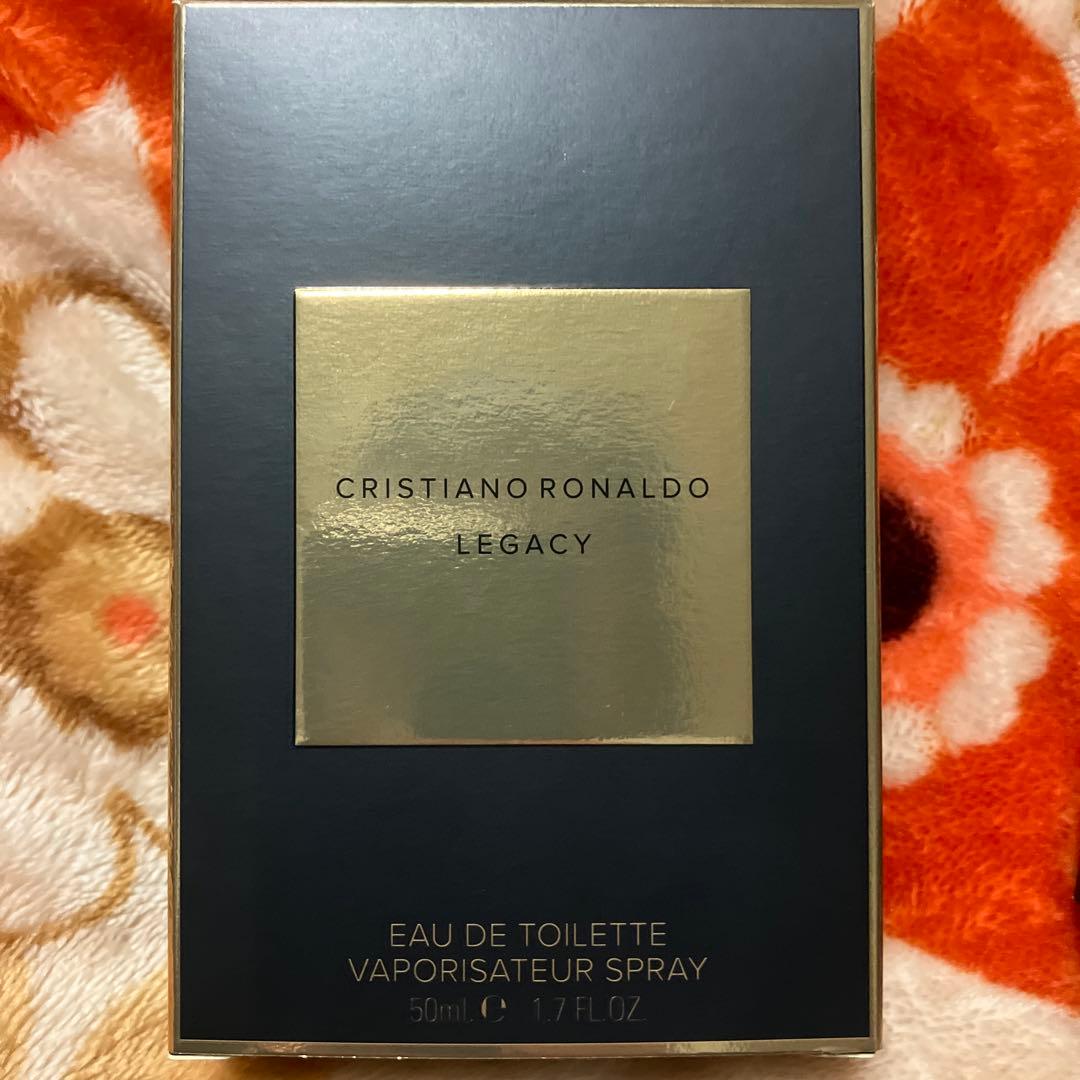 CRISTIANO RONALDO
LEGACY
EAU DE TOILETTE
VAPORISATEUR SPRAY
50ml. ℮ 1.7 FL.OZ.